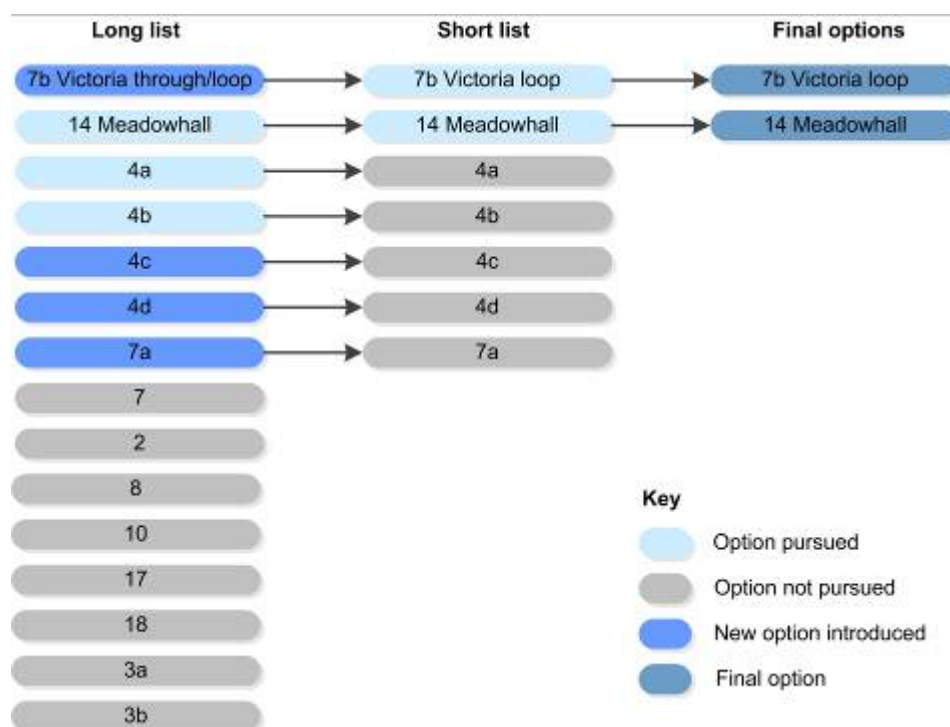 Long list
Short list
Final options
7b Victoria through/loop
7b Victoria loop
7b Victoria loop
14 Meadowhall
14 Meadowhall
14 Meadowhall
4a
4a
4b
4b
4c
4c
4d
4d
7a
7a
7
2
8
10
17
18
3a
3b
Key
Option pursued
Option not pursued
New option introduced
Final option